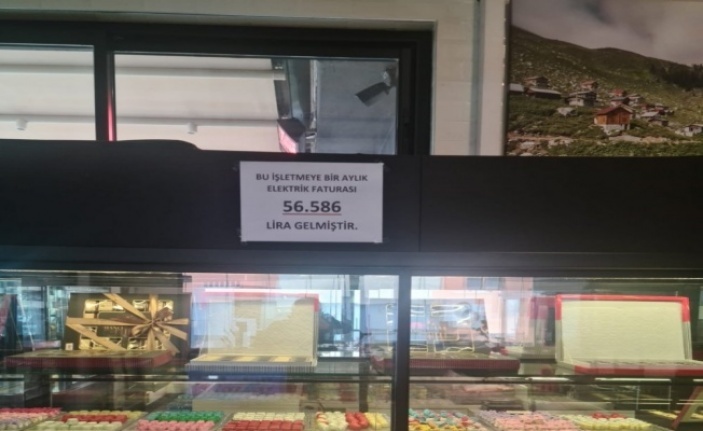 BU İŞLETMEYE BİR AYLIK
ELEKTRİK FATURASI
56.586
LİRA GELMİŞTİR.